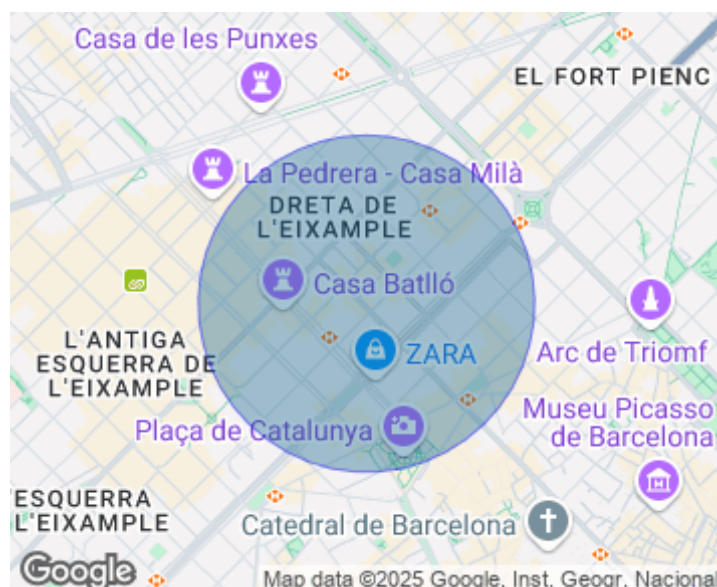 Casa de les Punxes
EL FORT PIENC
La Pedrera - Casa Milà
DRETA DE
L'EIXAMPLE
Casa Batlló
L'ANTIGA
ESQUERRA DE
L'EIXAMPLE
ZARA
Arc de Triomf
Museu Picasso
de Barcelona
Plaça de Catalunya
'ESQUERRA
L'EIXAMPLE
Catedral de Barcelona
Google
Map data ©2025 Google, Inst. Geogr. Nacional